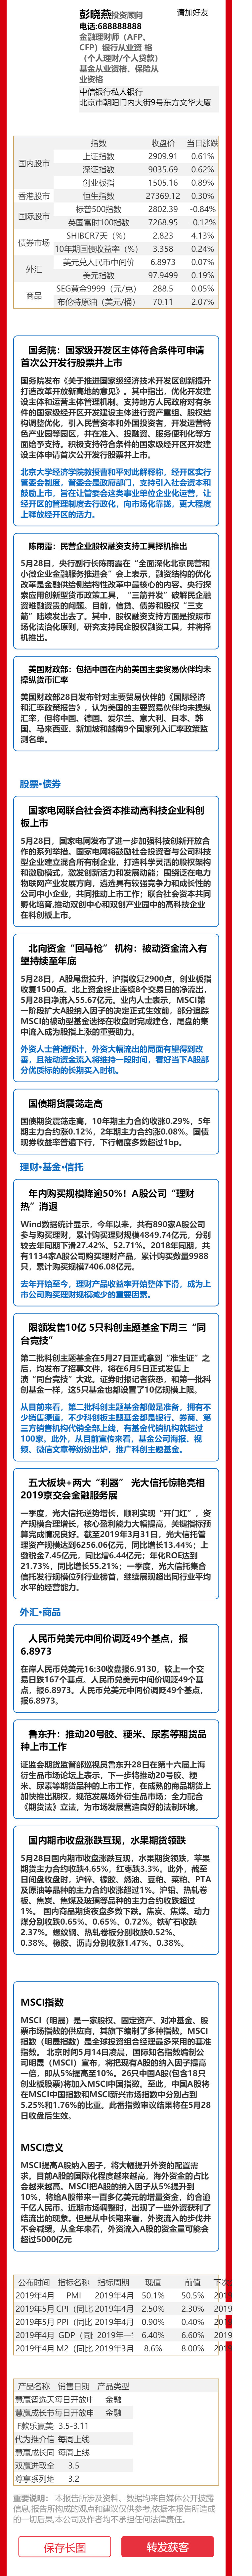 彭晓燕投资顾问
请加好友
电话:688888888
金融理财师（AFP、
CFP）银行从业资 格
（个人理财/个人贷款）
基金从业资格、保险从
业资格
中信银行私人银行
北京市朝阳门内大街9号东方文华大厦
指数 收盘价 当日涨跌
国内股市
上证指数 2909.91 0.61%
深证指数 9035.69 0.62%
创业板指 1505.16 0.89%
香港股市 恒生指数 27369.12 0.30%
国际股市
标普500指数 2802.39 -0.84%
英国富时100指数 7268.95 -0.12%
债券市场
SHIBCR7天（%） 2.823 4.13%
10年期国债收益率（%） 3.358 0.24%
外汇
美元兑人民币中间价 6.8973 0.07%
美元指数 97.9499 0.19%
商品
SEG黄金9999（元/克） 288.5 0.05%
布伦特原油（美元/桶） 70.11 2.07%
国务院：国家级开发区主体符合条件可申请
首次公开发行股票并上市
国务院发布《关于推进国家级经济技术开发区创新提升
打造改革开放新高地的意见》。其中指出，优化开发建
设主体和运营主体管理机制。支持地方人民政府对有条
件的国家级经开区开发建设主体进行资产重组、股权结
构调整优化，引入民营资本和外国投资者，开发运营特
色产业园等园区，并在准入、投融资、服务便利化等方
面给予支持。积极支持符合条件的国家级经开区开发建
设主体申请首次公开发行股票并上市。
北京大学经济学院教授曹和平对此解释称，经开区实行
管委会制度，管委会是政府部门，支持引入社会资本和
鼓励上市，旨在让管委会这类事业单位企业化运营，让
经开区的管理制度去行政化，向市场化靠拢，更大程度
上释放经开区的活力。
陈雨露：民营企业股权融资支持工具择机推出
5月28日，央行副行长陈雨露在“全面深化北京民营和
小微企业金融服务推进会”会上表示，融资结构的优化
改革是金融供给侧结构性改革中最核心的内容。央行探
索应用创新型货币政策工具，“三箭齐发”破解民企融
资难融资贵的问题。目前，信贷、债券和股权“三支
箭”陆续发出去了。其中，股权融资支持方面是按照市
场化法治化原则，研究支持民企股权融资工具，并将择
机推出。
美国财政部：包括中国在内的美国主要贸易伙伴均未
操纵货币汇率
美国财政部28日发布针对主要贸易伙伴的《国际经济
和汇率政策报告》，认为美国的主要贸易伙伴均未操纵
汇率，但将中国、德国、爱尔兰、意大利、日本、韩
国、马来西亚、新加坡和越南9个国家列入汇率政策监
测名单。
股票·债券
国家电网联合社会资本推动高科技企业科创
板上市
5月28日，国家电网发布了进一步加强科技创新开放合
作的系列举措。国家电网将鼓励社会投资者与公司科技
型企业建立混合所有制企业，打造科学灵活的股权架构
和激励模式，激发创新活力和发展动能；围绕泛在电力
物联网产业发展方向，遴选具有较强竞争力和成长性的
公司中小企业，共同推动上市工作；联合社会资本共同
孵化培育,推动双创中心和双创产业园中的高科技企业
在科创板上市。
北向资金“回马枪” 机构：被动资金流入有
望持续至年底
5月28日，A股尾盘拉升，沪指收复2900点，创业板指
收复1500点。北上资金终止连续8个交易日的净流出，
5月28日净流入55.67亿元。业内人士表示，MSCI第
一阶段扩大A股纳入因子的决定正式生效前，部分追踪
MSCI的被动型基金选择在收盘时完成建仓，尾盘的集
中流入成为股指上涨的重要动力。
外资人士普遍预计，外资大幅流出的局面有望得到改
善，且被动资金流入将维持一段时间，看好当下A股部
分优质标的的长期买入时机。
国债期货震荡走高
国债期货震荡走高，10年期主力合约收涨0.29%，5年
期主力合约涨0.12%，2年期主力合约涨0.08%。国债
现券收益率普遍下行，下行幅度多数超过1bp。
理财·基金·信托
年内购买规模降逾50%！A股公司“理财
热”消退
Wind数据统计显示，今年以来，共有890家A股公司
参与购买理财，累计购买理财规模4849.74亿元，分别
较去年同期下滑27.42%、52.71%。2018年同期，共
有1134家A股公司购买理财产品，累计购买数量9988
只，累计购买规模7406.08亿元。
去年开始至今，理财产品收益率开始整体下滑，成为上
市公司购买理财规模减少的重要因素。
限额发售10亿 5只科创主题基金下周三“同
台竞技”
第二批科创主题基金在5月27日正式拿到“准生证”之
后，均发布了招募文件，将在6月5日正式发售上
演“同台竞技”大戏。证券时报记者获悉，和第一批科
创基金一样，这5只基金也都设置了10亿规模上限。
从目前来看，第二批科创主题基金都做足准备，拥有不
少销售渠道，不少科创板主题基金都是银行、券商、第
三方销售机构代销全部上线，有基金代销机构就超过
100家。此外，从目前宣传来看，基金公司海报、视
频、微信文章等纷纷出炉，推广科创主题基金。
五大板块+两大“利器” 光大信托惊艳亮相
2019京交会金融服务展
一季度，光大信托逆势增长，顺利实现“开门红”，资
产规模合理增长，核心盈利能力大幅提高，关键指标预
算完成情况良好。截至2019年3月31日，光大信托管
理资产规模达到6256.06亿元，同比增长13.44%；上
缴税金7.45亿元，同比增6.44亿元；年化ROE达到
21.73%，同比增长55.21%；一季度，光大信托集合
信托发行规模位列行业榜首，继续展现超出同行业平均
水平的经营能力。
外汇·商品
人民币兑美元中间价调贬49个基点，报
6.8973
在岸人民币兑美元16:30收盘报6.9130，较上一个交
易日跌167个基点。人民币兑美元中间价调贬49个基
点，报6.8973。人民币兑美元中间价调贬49个基点，
报6.8973。
鲁东升：推动20号胶、粳米、尿素等期货品
种上市工作
证监会期货监管部巡视员鲁东升28日在第十六届上海
衍生品市场论坛上表示，下一步将推动20号胶、粳
米、尿素等期货品种的上市工作，在成熟的商品期货上
加快推出期权，规范发展场外衍生品市场；全力配合
《期货法》立法，为市场发展营造良好的法制环境。
国内期市收盘涨跌互现，水果期货领跌
5月28日国内期市收盘涨跌互现，水果期货领跌，苹果
期货主力合约收跌4.65%，红枣跌3.3%。此外，截至
日间盘收盘时，沪锌、橡胶、燃油、豆粕、菜粕、PTA
及原油等品种的主力合约收涨超过1%。沪铅、热轧卷
板、焦炭、焦煤及玻璃等品种的主力合约收跌超过
1%。 国内商品期货夜盘多数下跌。焦炭、焦煤、动力
煤分别收跌0.65%、0.65%、0.72%。铁矿石收跌
2.37%。螺纹钢、热轧卷板分别收跌0.52%、
0.38%。橡胶、沥青分别收涨1.47%、0.38%。
MSCI指数
MSCI（明晟）是一家股权、固定资产、对冲基金、股
票市场指数的供应商，其旗下编制了多种指数。MSCI
指数（明晟指数）是全球投资组合经理最多采用的基准
指数。 北京时间5月14日凌晨，国际知名指数编制公
司明晟（MSCI）宣布，将把现有A股的纳入因子提高
一倍，即从5%提高至10%。26只中国A股(包含18只
创业板股票)将加入MSCI中国指数。至此，中国A股将
在MSCI中国指数和MSCI新兴市场指数中分别占到
5.25%和1.76%的比重。此番指数审议结果将在5月28
日收盘后生效。
MSCI意义
MSCI提高A股纳入因子，将大幅提升外资的配置需
求。目前A股的国际化程度越来越高，海外资金的占比
会越来越高。MSCI把A股的纳入因子从5%提升到
10%，将给A股带来一百多亿美元的增量资金，约合逾
千亿人民币。近期市场调整时，出现了一些外资获利了
结流出的现象。但是从中长期来看，外资流入的步伐并
不会减缓。从全年来看，外资流入A股的资金量可能会
超过5000亿元
公布时间 指标名称 指标周期 现值 前值 下次
2019年4月 PMI 2019年4月 50.1% 50.5% 2019
2019年5月 CPI（同比 2019年4月 2.50% 2.30% 2019
2019年5月 PPI（同比 2019年4月 0.90% 0.40% 2019
2019年4月 GDP（同比 2019年一 6.40% 6.60% 2019
2019年4月 M2（同比 2019年3月 8.6% 8.00% 2019
产品名称 销售日期 产品类型
慧赢智选天 每日开放申 金融
慧赢成长节 每日开放申 金融
F款乐赢美 3.5-3.11
代为推介信 每周上线
慧赢成长同 每周上线
双赢进取全 3.5
尊享系列地 3.2
重要说明： 本报告所涉及资料、数据均来自媒体公开披露
信息,报告所构成的观点和建议仅供参考,依据本报告所造成
的一切后果,本公司及作者均不承担任何法律责任。
保存长图 转发获客